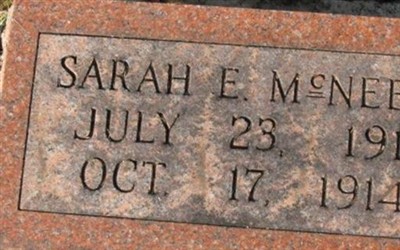 SARAH E. McNEE
JULY 23, 191
OCT. 17, 1914